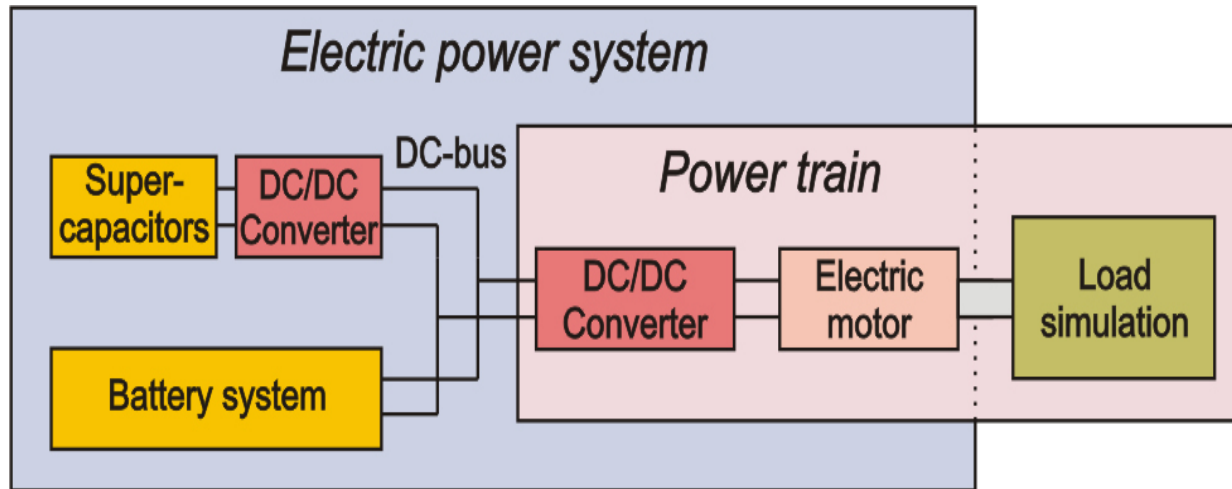 Electric power system
DC-bus
Super-
capacitors
DC/DC
Converter
Power train
DC/DC
Converter
Electric
motor
Load
simulation
Battery system